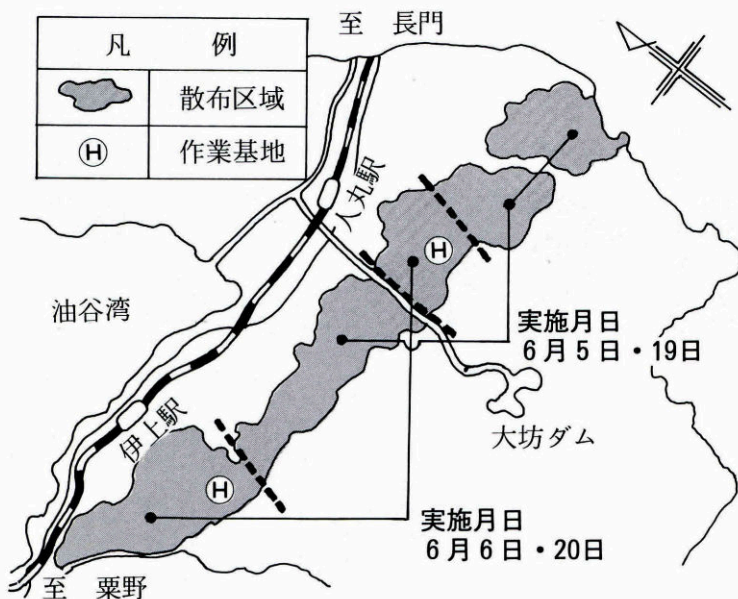 至 長門
凡 例
散布区域
Ⓗ 作業基地
人丸駅
Ⓗ
油谷湾
実施月日
6月5日・19日
大坊ダム
伊上駅
Ⓗ
実施月日
6月6日・20日
至 粟野